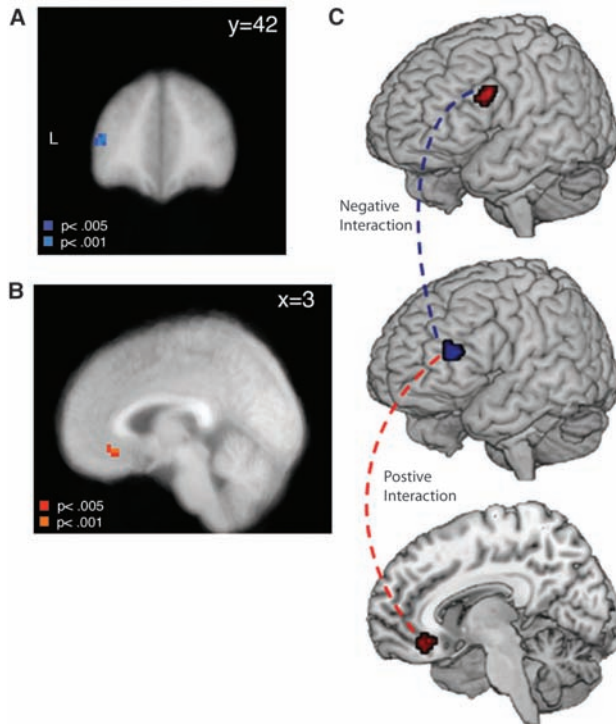 A
y=42
L
p< .005
p< .001
B
x=3
p< .005
p< .001
C
Negative
Interaction
Postive
Interaction